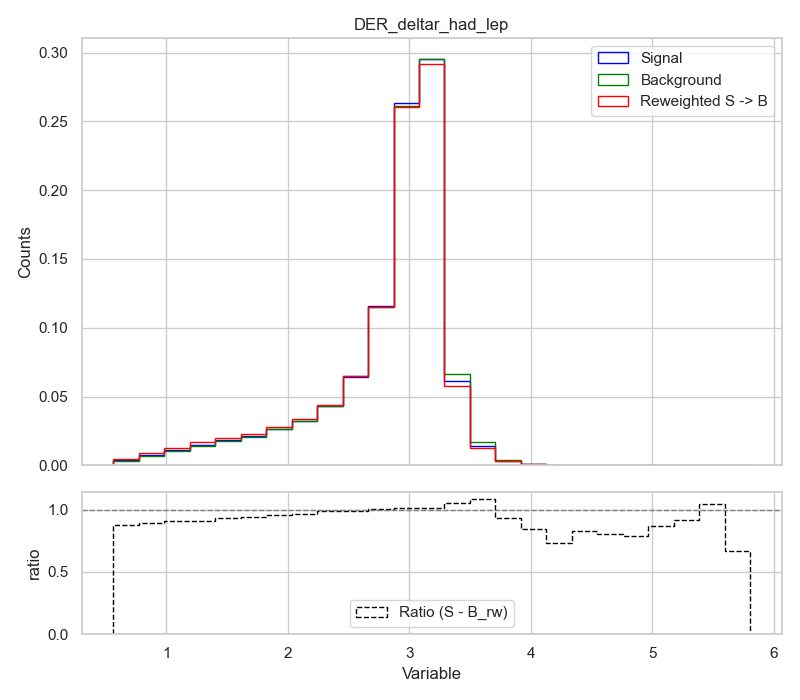 DER_deltar_had_lep
0.30
0.25
0.20
0.15
0.10
0.05
0.00
Counts
Signal
Background
Reweighted S -> B
1.0
0.5
0.0
ratio
Ratio (S - B_rw)
1 2 3 4 5 6
Variable